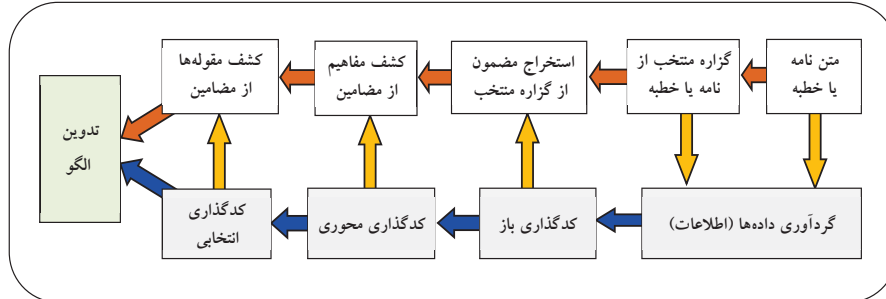 متن نامه
یا خطبه
گزاره منتخب از
نامه یا خطبه
استخراج مضمون
از گزاره منتخب
کشف مفاهیم
از مضامین
کشف مقوله‌ها
از مضامین
تدوین
الگو
گردآوری داده‌ها (اطلاعات)
کدگذاری باز
کدگذاری محوری
کدگذاری
انتخابی